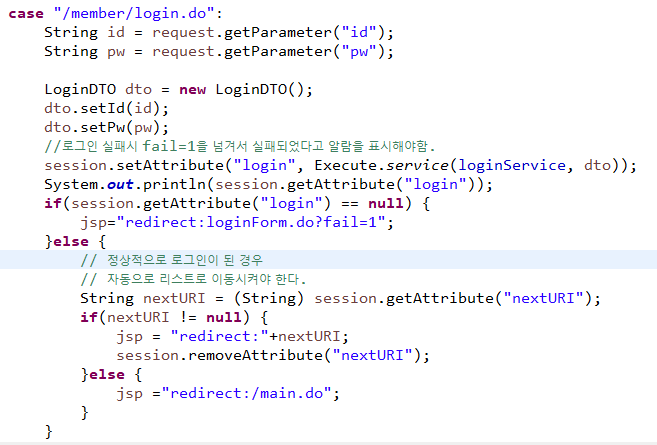 case "/member/login.do":
    String id = request.getParameter("id");
    String pw = request.getParameter("pw");

    LoginDTO dto = new LoginDTO();
    dto.setId(id);
    dto.setPw(pw);
    //로그인 실패시 fail=1을 넘겨서 실패되었다고 알람을 표시해야함.
    session.setAttribute("login", Execute.service(loginService, dto));
    System.out.println(session.getAttribute("login"));
    if(session.getAttribute("login") == null) {
        jsp="redirect:loginForm.do?fail=1";
    }else {
        // 정상적으로 로그인이 된 경우
        // 자동으로 리스트로 이동시켜야 한다.
        String nextURI = (String) session.getAttribute("nextURI");
        if(nextURI != null) {
            jsp = "redirect:"+nextURI;
            session.removeAttribute("nextURI");
        }else {
            jsp ="redirect:/main.do";
        }
    }